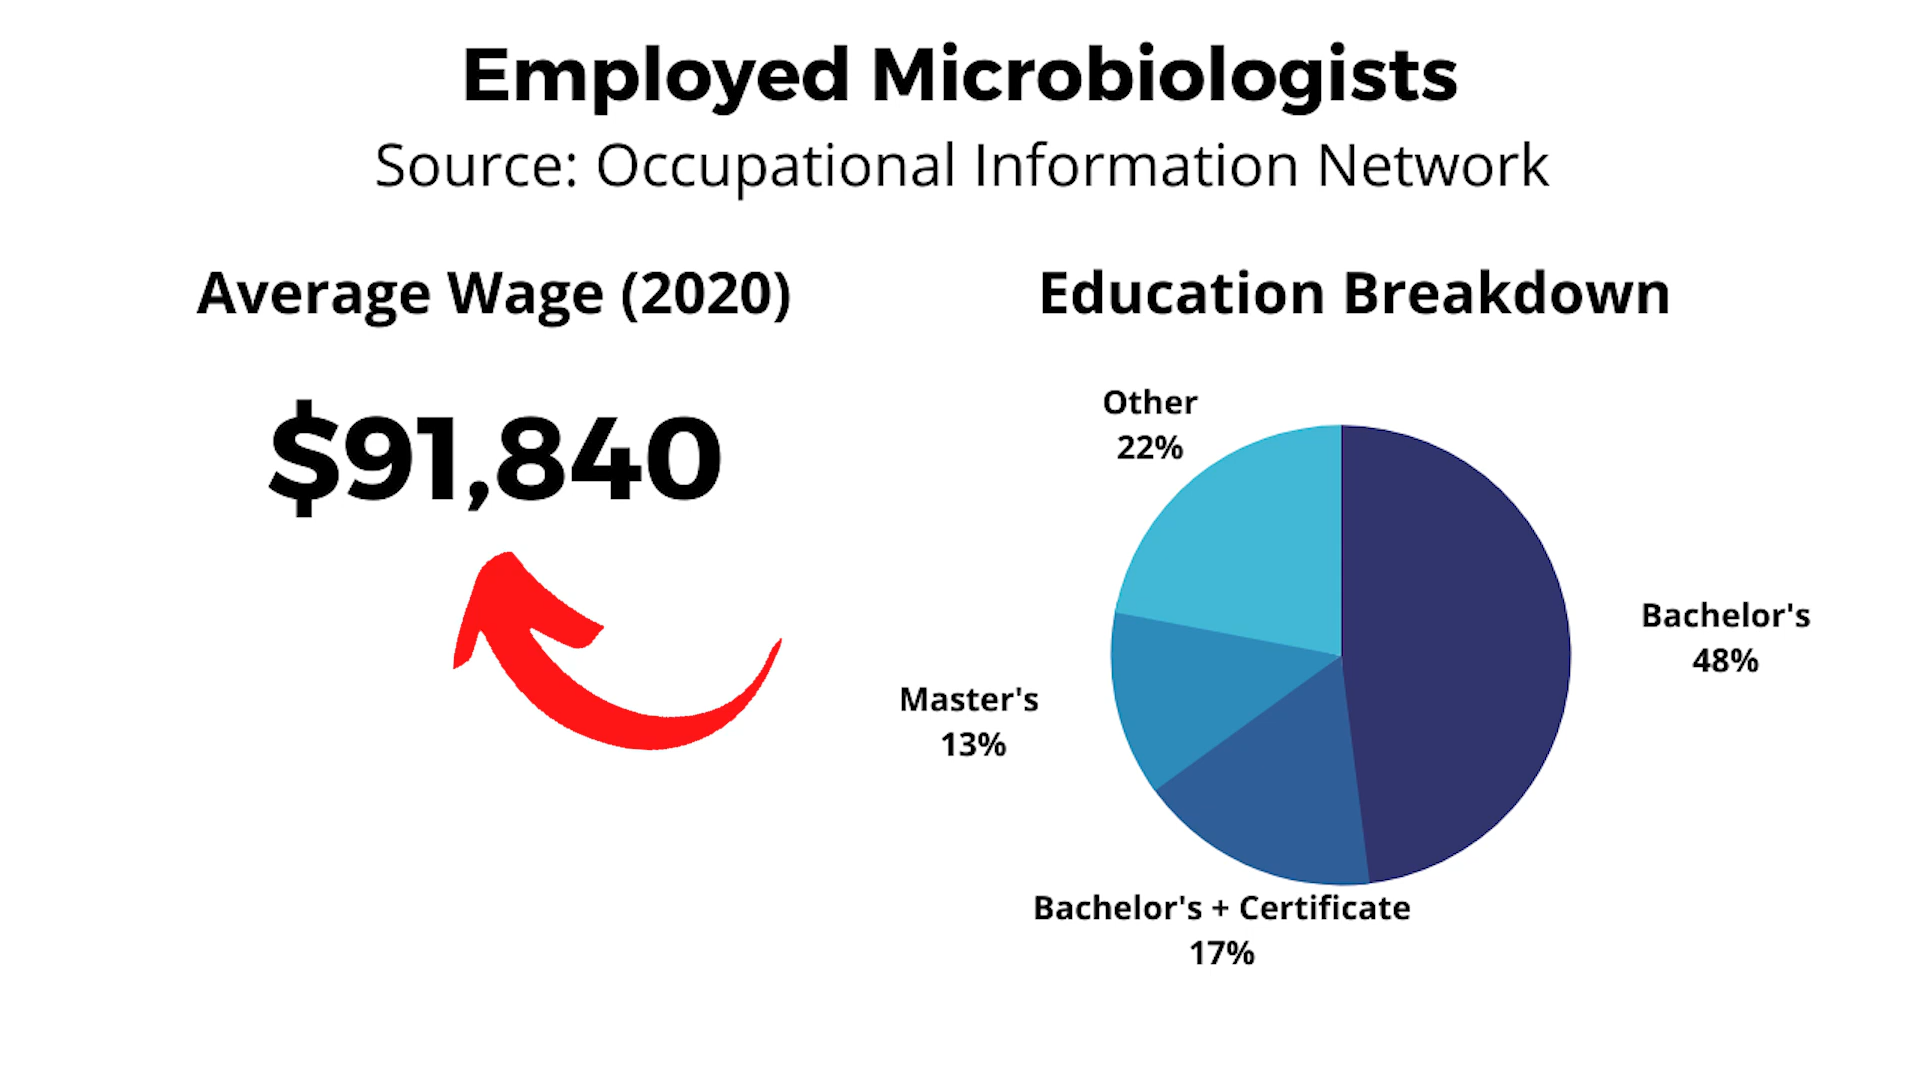 Employed Microbiologists
Source: Occupational Information Network
Average Wage (2020)
$91,840
Education Breakdown
Other
22%
Bachelor's
48%
Master's
13%
Bachelor's + Certificate
17%